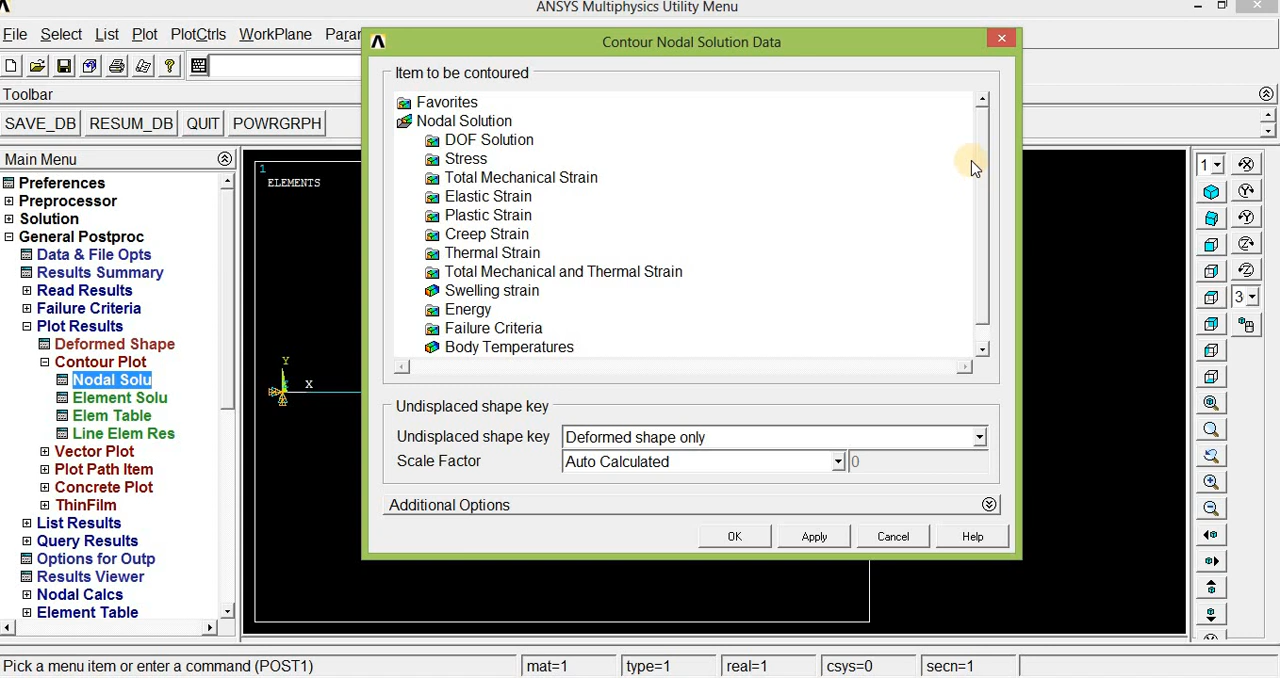 ANSYS Multiphysics Utility Menu
File Select List Plot PlotCtrls WorkPlane Parar
Toolbar
SAVE_DB RESUM_DB QUIT POWRGRPH
Main Menu
Preferences
Preprocessor
Solution
General Postproc
Data & File Opts
Results Summary
Read Results
Failure Criteria
Plot Results
Deformed Shape
Contour Plot
Nodal Solu
Element Solu
Elem Table
Line Elem Res
Vector Plot
Plot Path Item
Concrete Plot
ThinFilm
List Results
Query Results
Options for Outp
Results Viewer
Nodal Calcs
Element Table
1
ELEMENTS
Y
X
Contour Nodal Solution Data
Item to be contoured
Favorites
Nodal Solution
DOF Solution
Stress
Total Mechanical Strain
Elastic Strain
Plastic Strain
Creep Strain
Thermal Strain
Total Mechanical and Thermal Strain
Swelling strain
Energy
Failure Criteria
Body Temperatures
Undisplaced shape key
Undisplaced shape key Deformed shape only
Scale Factor Auto Calculated 0
Additional Options
OK Apply Cancel Help
1
3
Pick a menu item or enter a command (POST1) mat=1 type=1 real=1 csys=0 secn=1